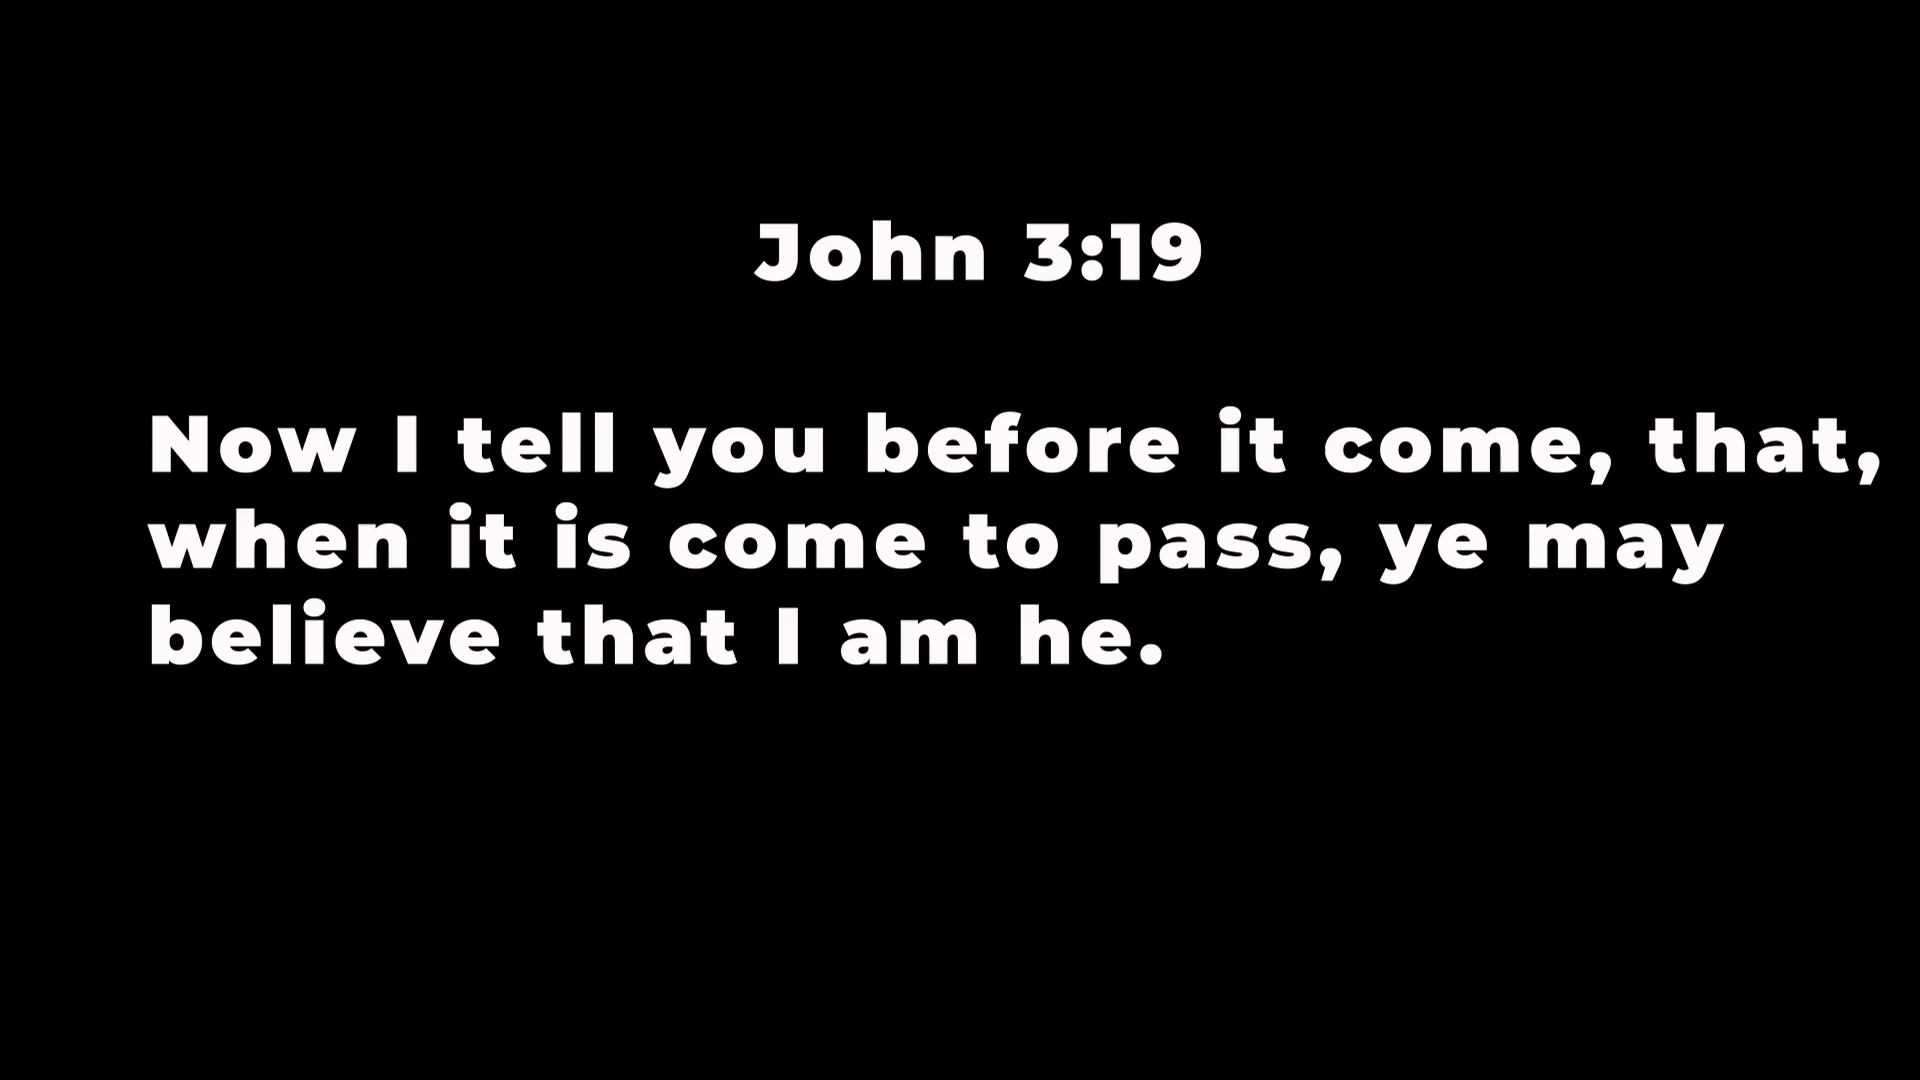 John 3:19
Now I tell you before it come, that,
when it is come to pass, ye may
believe that I am he.